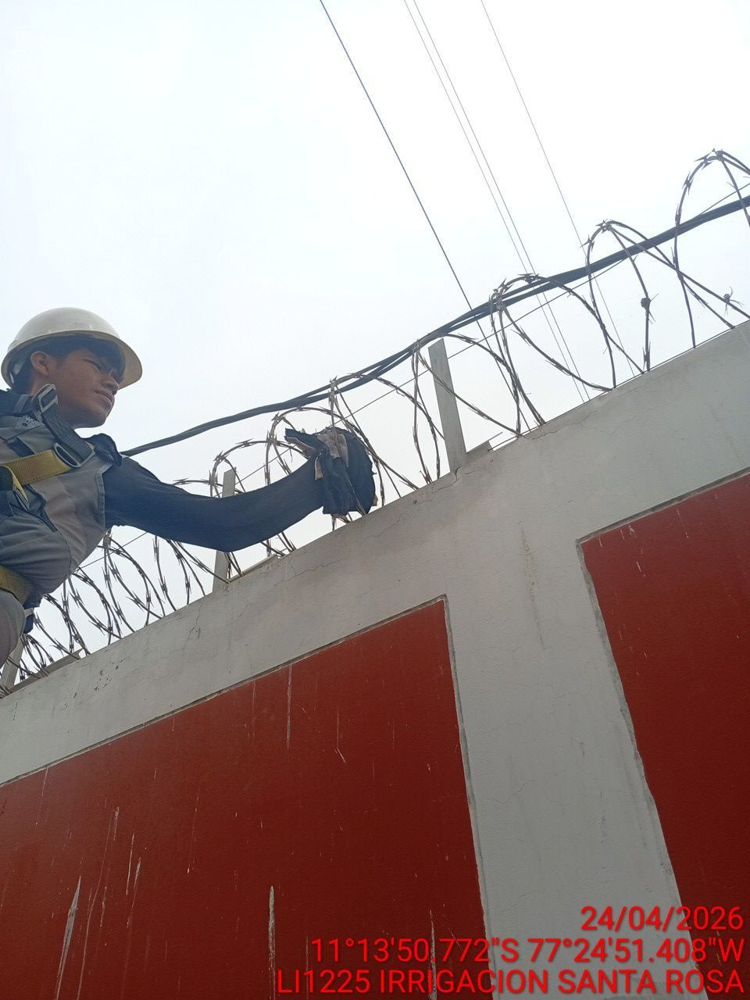 24/04/2026
11°13'50.772"S 77°24'51.408"W
LI1225 IRRIGACION SANTA ROSA